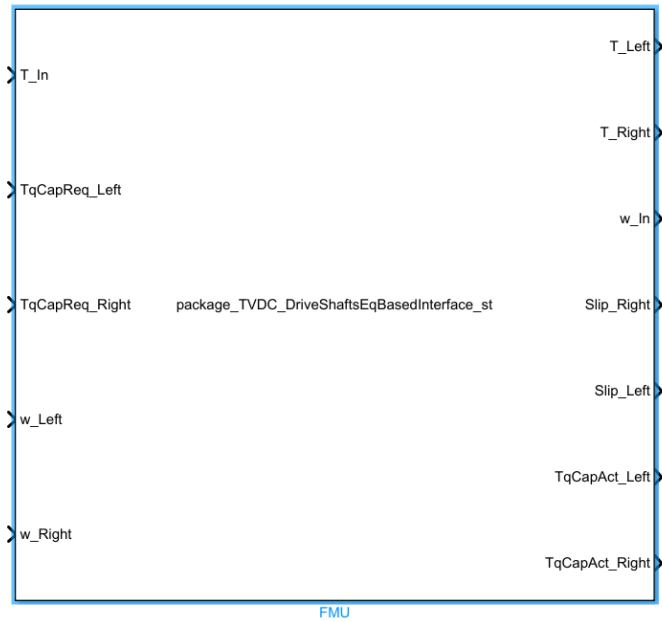 T_In
TqCapReq_Left
TqCapReq_Right
w_Left
w_Right
package_TVDC_DriveShaftsEqBasedInterface_st
T_Left
T_Right
w_In
Slip_Right
Slip_Left
TqCapAct_Left
TqCapAct_Right
FMU